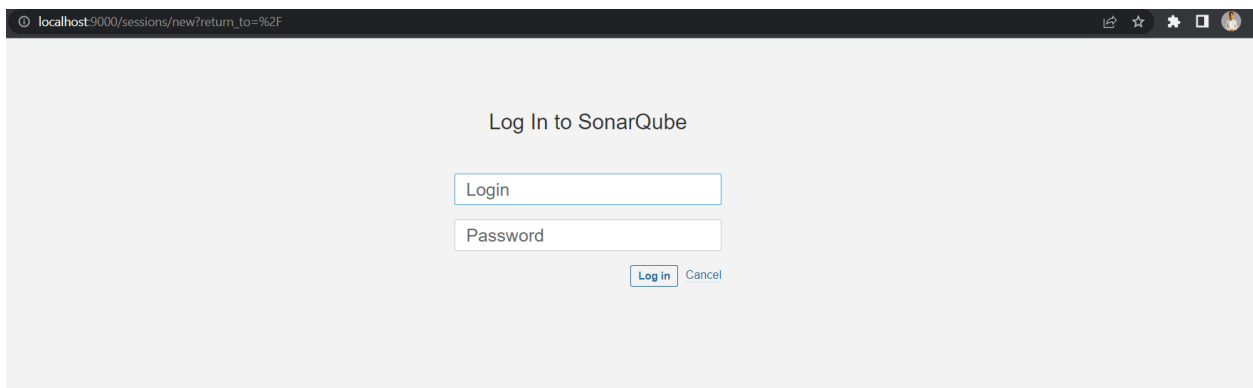 localhost:9000/sessions/new?return_to=%2F
Log In to SonarQube
Login
Password
Log in Cancel